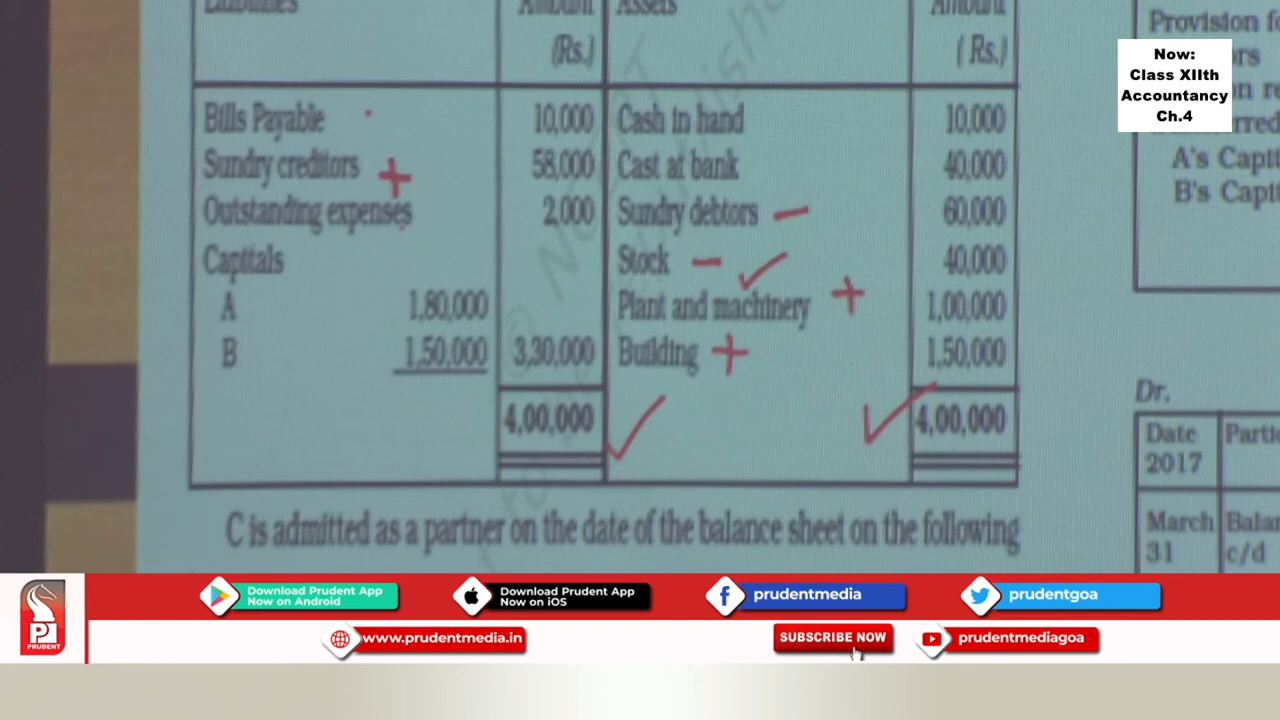 Liabilities Amount Assets Amount
(Rs.) (Rs.)
Bills Payable 10,000 Cash in hand 10,000
Sundry creditors + 58,000 Cast at bank 40,000
Outstanding expenses 2,000 Sundry debtors − 60,000
Capitals Stock − ✓ 40,000
A 1,80,000 Plant and machinery + 1,00,000
B 1,50,000 3,30,000 Building + 1,50,000
4,00,000 ✓ ✓ 4,00,000
C is admitted as a partner on the date of the balance sheet on the following
Provision
A's
B's
Dr.
Date
2017
March
31
c/d
Now:
Class XIIth
Accountancy
Ch.4
PRUDENT
Download Prudent App
Now on Android
Download Prudent App
Now on iOS
prudentmedia
prudentgoa
www.prudentmedia.in
SUBSCRIBE NOW
prudentmediagoa